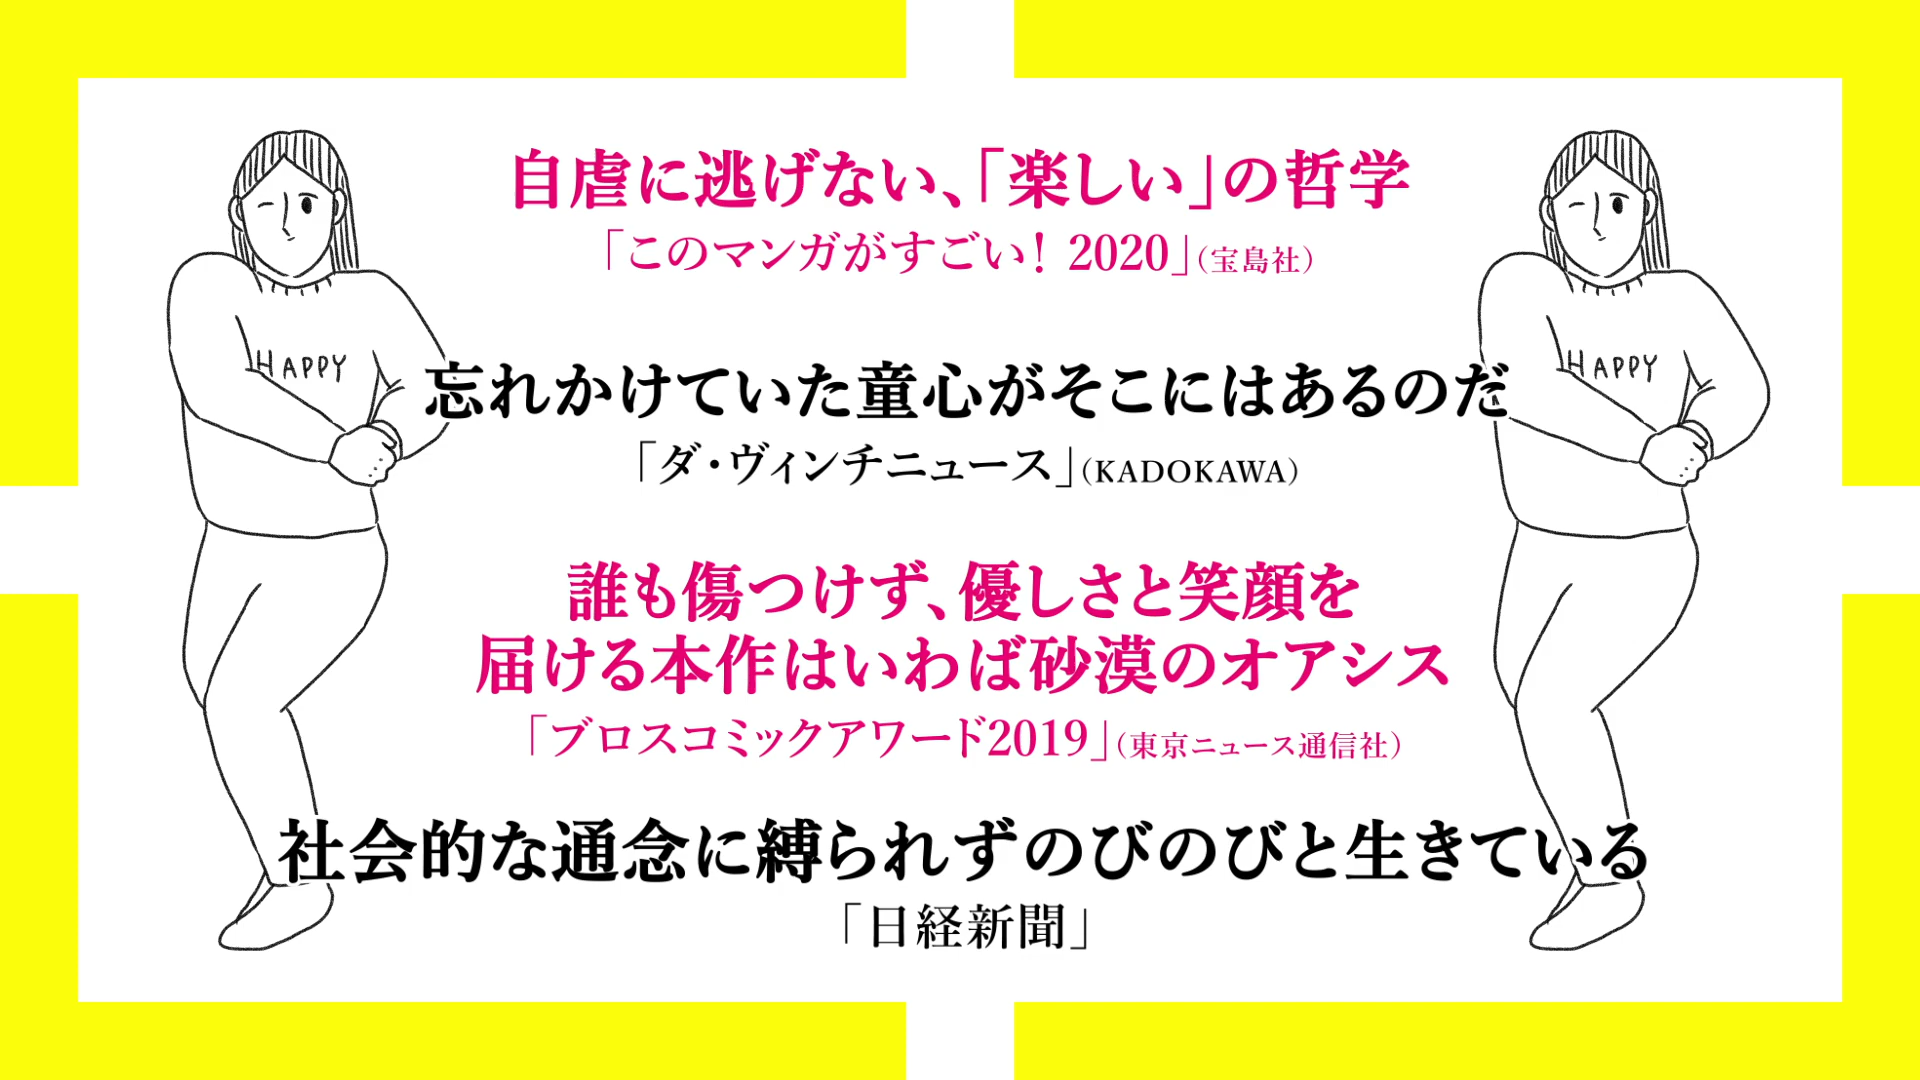 自虐に逃げない、「楽しい」の哲学
「このマンガがすごい! 2020」(宝島社)
HAPPY
HAPPY
忘れかけていた童心がそこにはあるのだ
「ダ・ヴィンチニュース」(KADOKAWA)
誰も傷つけず、優しさと笑顔を
届ける本作はいわば砂漠のオアシス
「ブロスコミックアワード2019」(東京ニュース通信社)
社会的な通念に縛られずのびのびと生きている
「日経新聞」